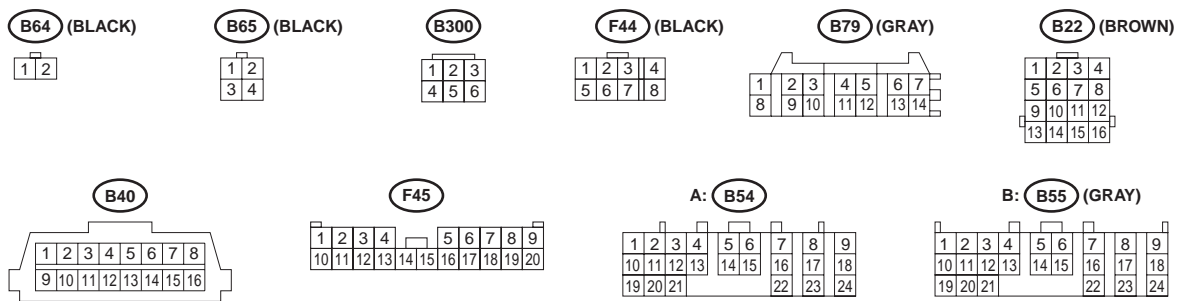 B64 (BLACK) B65 (BLACK) B300 F44 (BLACK) B79 (GRAY) B22 (BROWN)
1 2
1 2
3 4
1 2 3
4 5 6
1 2 3 4
5 6 7 8
1 2 3 4 5 6 7
8 9 10 11 12 13 14
1 2 3 4
5 6 7 8
9 10 11 12
13 14 15 16
B40 F45 A: B54 B: B55 (GRAY)
1 2 3 4 5 6 7 8
9 10 11 12 13 14 15 16
1 2 3 4 5 6 7 8 9
10 11 12 13 14 15 16 17 18 19 20
1 2 3 4 5 6 7 8 9
10 11 12 13 14 15 16 17 18
19 20 21 22 23 24
1 2 3 4 5 6 7 8 9
10 11 12 13 14 15 16 17 18
19 20 21 22 23 24